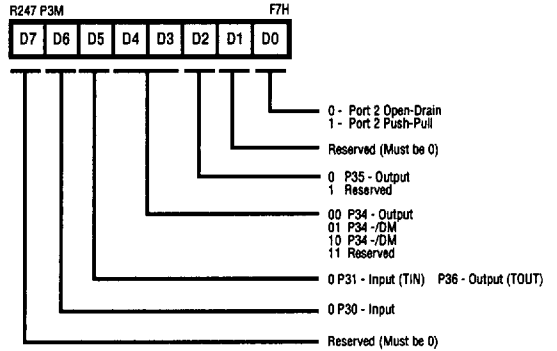 R247 P3M F7H
D7 D6 D5 D4 D3 D2 D1 D0
0 - Port 2 Open-Drain
1 - Port 2 Push-Pull
Reserved (Must be 0)
0 P35 - Output
1 Reserved
00 P34 - Output
01 P34 -/DM
10 P34 -/DM
11 Reserved
0 P31 - Input (TIN) P36 - Output (TOUT)
0 P30 - Input
Reserved (Must be 0)